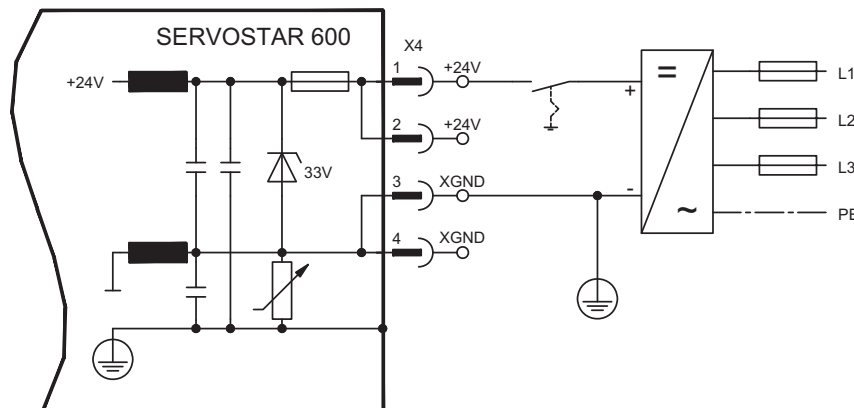 SERVOSTAR 600
X4
+24V
1
+24V
2
+24V
33V
3
XGND
4
XGND
+
-
=
~
L1
L2
L3
PE